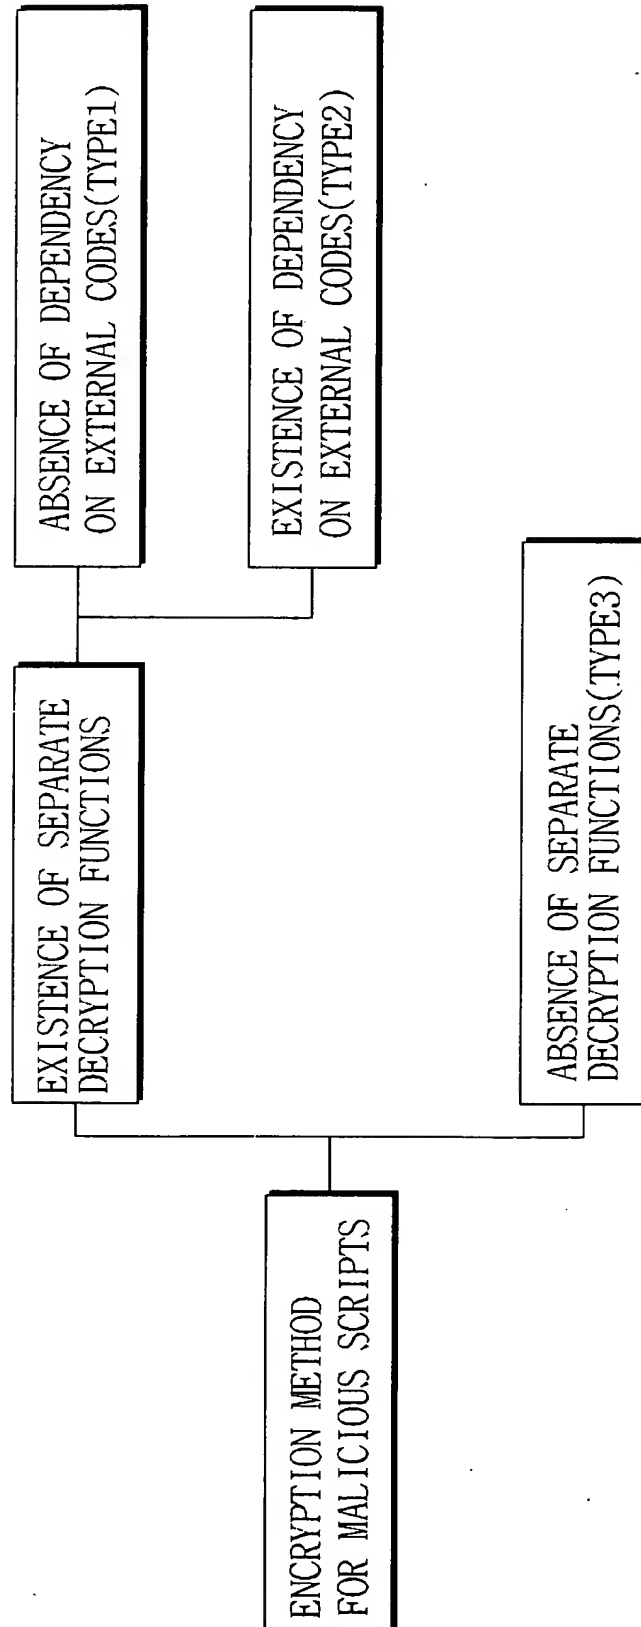 ENCRYPTION METHOD
FOR MALICIOUS SCRIPTS
EXISTENCE OF SEPARATE
DECRYPTION FUNCTIONS
ABSENCE OF DEPENDENCY
ON EXTERNAL CODES(TYPE1)
EXISTENCE OF DEPENDENCY
ON EXTERNAL CODES(TYPE2)
ABSENCE OF SEPARATE
DECRYPTION FUNCTIONS(TYPE3)